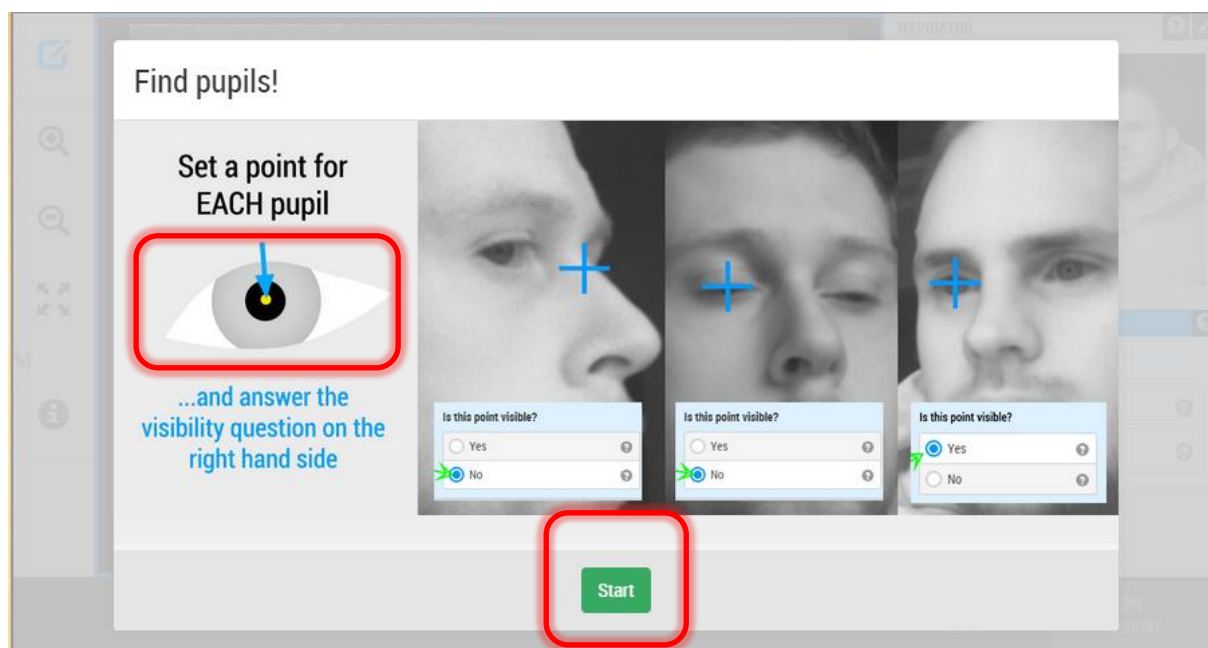 NAVIGATOR
Find pupils!
Set a point for
EACH pupil
...and answer the
visibility question on the
right hand side
Is this point visible?
Yes
No
Is this point visible?
Yes
No
Is this point visible?
Yes
No
Start